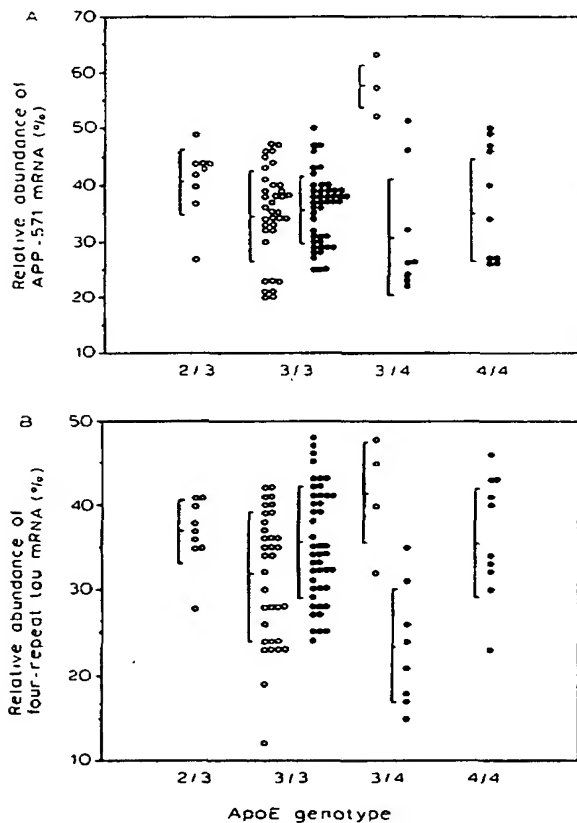 A
Relative abundance of
APP-571 mRNA (%)
70
60
50
40
30
20
10
2/3
3/3
3/4
4/4
B
Relative abundance of
four-repeat tau mRNA (%)
50
40
30
20
10
2/3
3/3
3/4
4/4
ApoE genotype